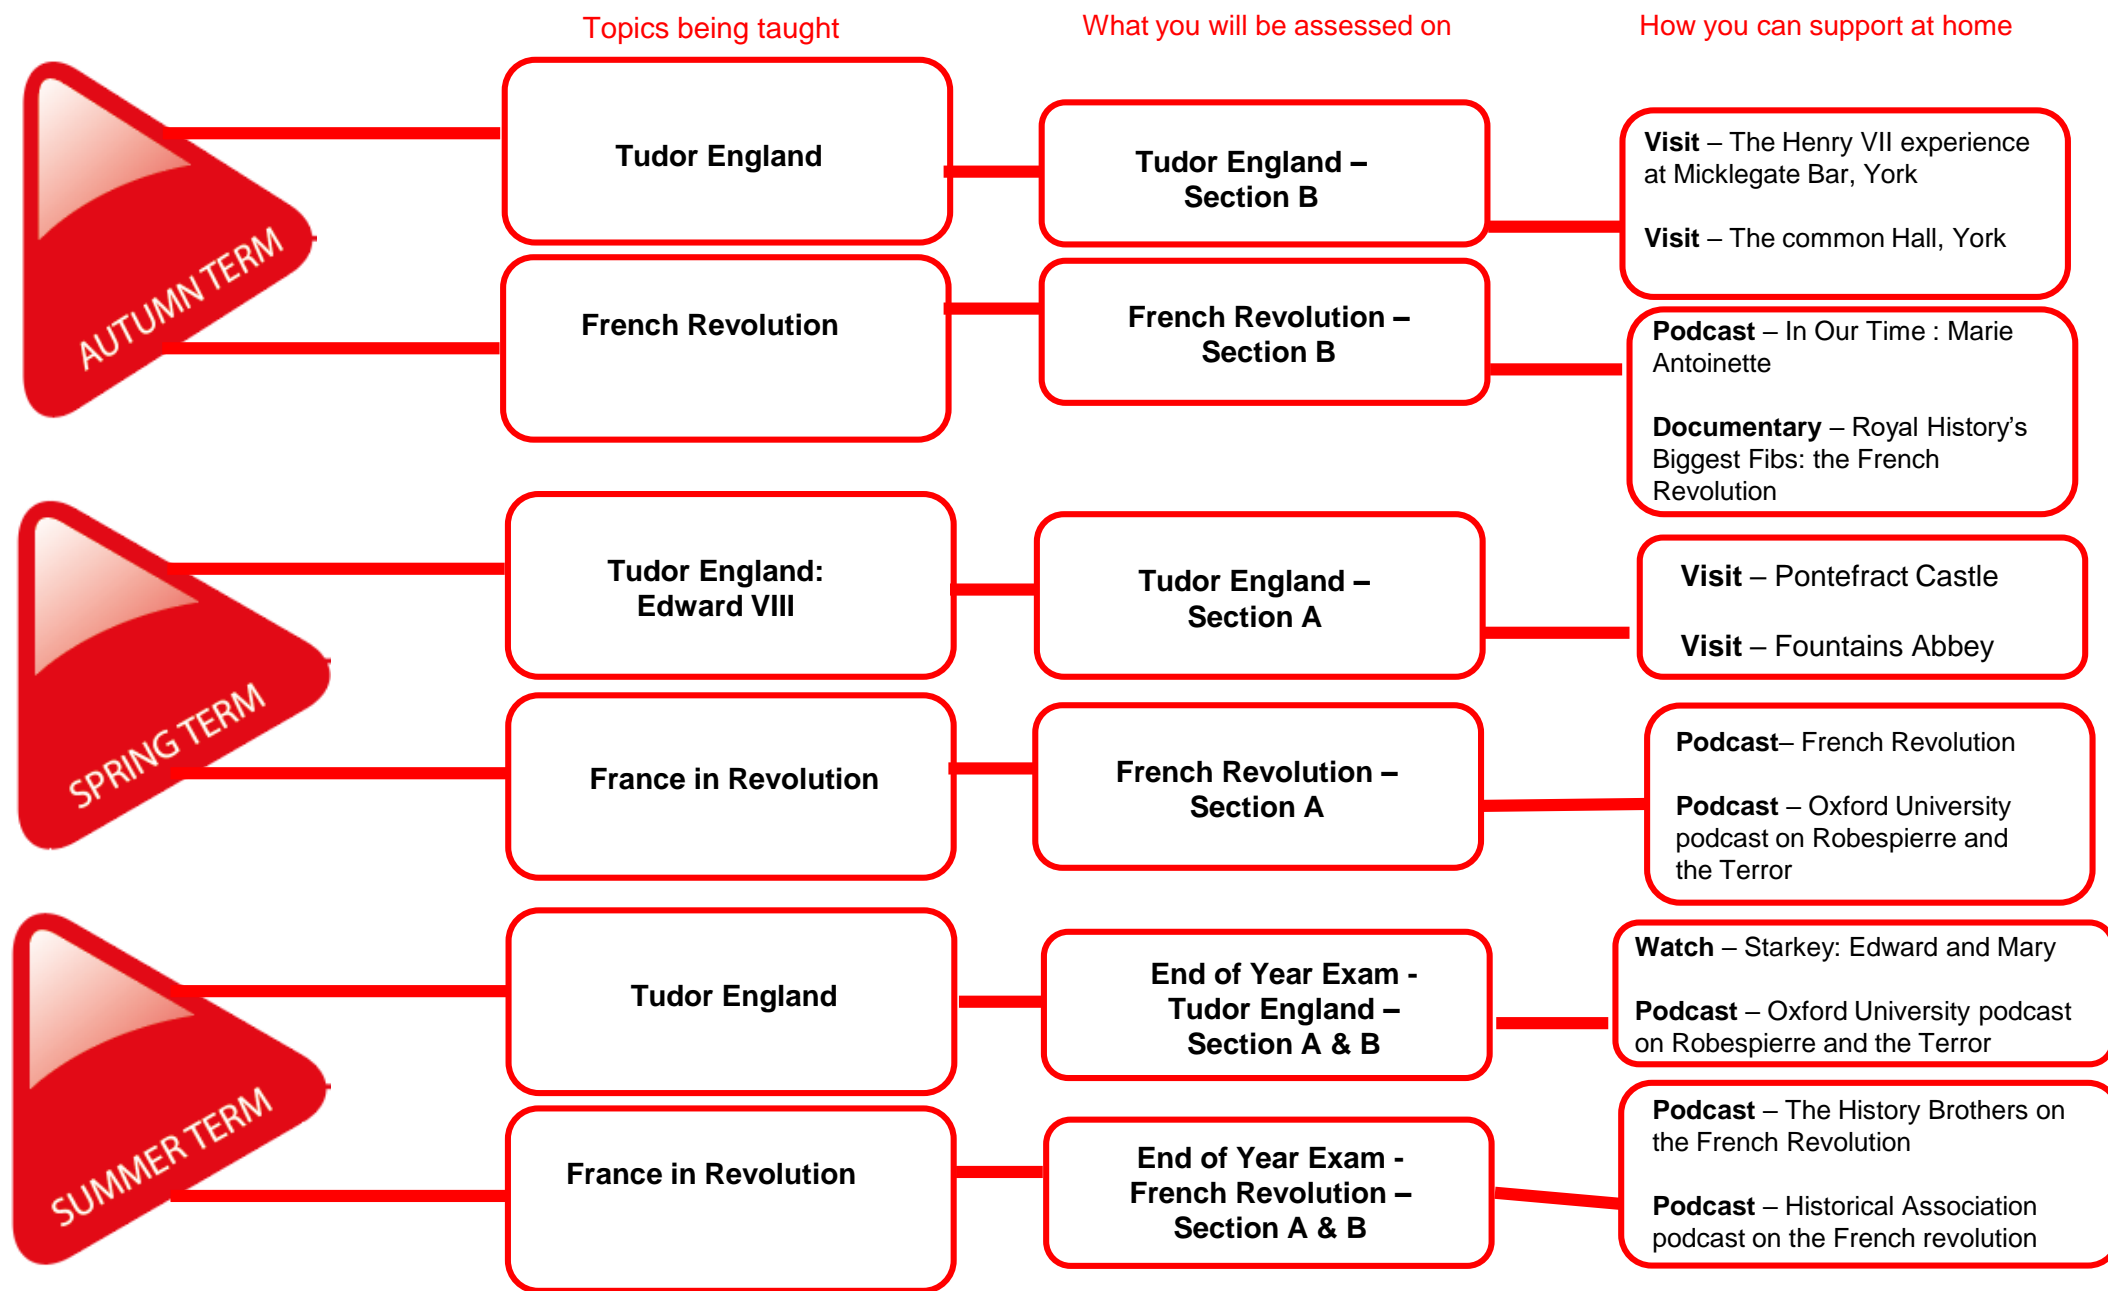 Topics being taught
What you will be assessed on
How you can support at home
AUTUMN TERM
Tudor England
Tudor England –
Section B
Visit – The Henry VII experience
at Micklegate Bar, York
Visit – The common Hall, York
French Revolution
French Revolution –
Section B
Podcast – In Our Time : Marie
Antoinette
Documentary – Royal History’s
Biggest Fibs: the French
Revolution
SPRING TERM
Tudor England:
Edward VIII
Tudor England –
Section A
Visit – Pontefract Castle
Visit – Fountains Abbey
France in Revolution
French Revolution –
Section A
Podcast– French Revolution
Podcast – Oxford University
podcast on Robespierre and
the Terror
SUMMER TERM
Tudor England
End of Year Exam -
Tudor England –
Section A & B
Watch – Starkey: Edward and Mary
Podcast – Oxford University podcast
on Robespierre and the Terror
France in Revolution
End of Year Exam -
French Revolution –
Section A & B
Podcast – The History Brothers on
the French Revolution
Podcast – Historical Association
podcast on the French revolution